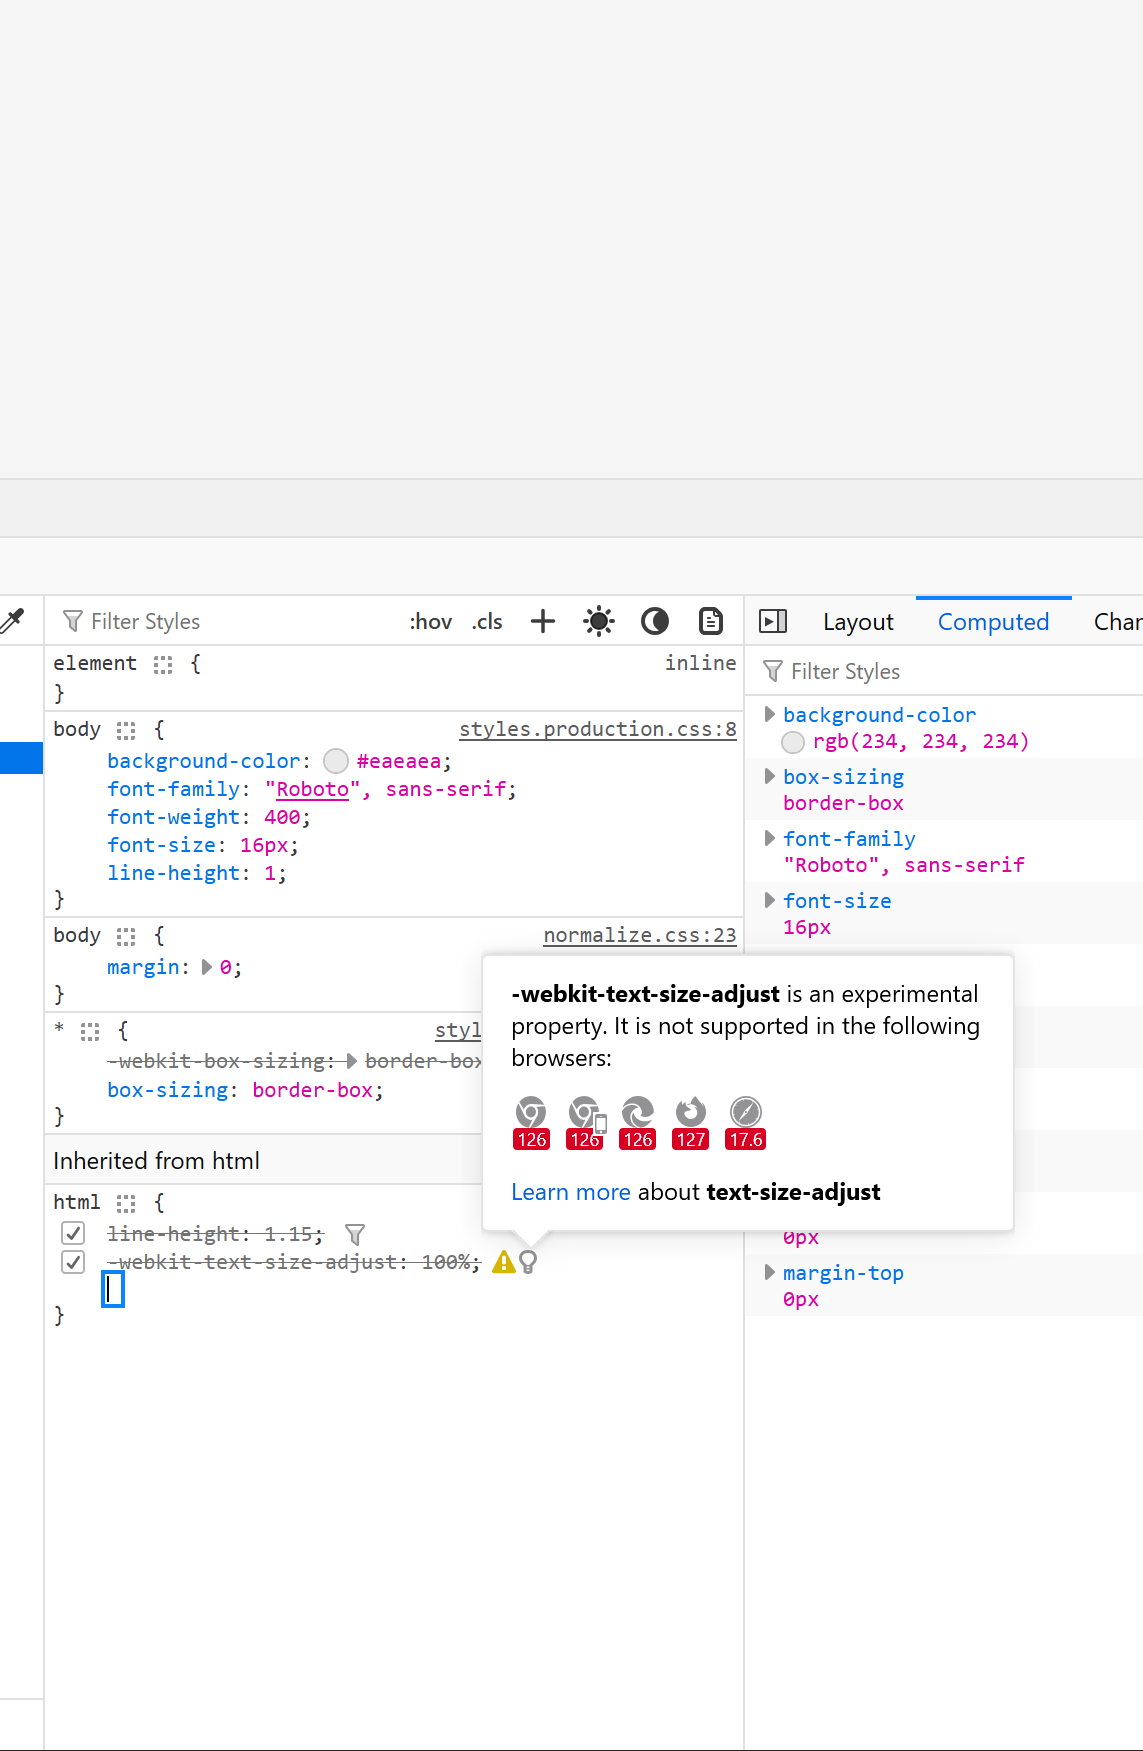 Filter Styles
:hov .cls
element { inline
}
body { styles.production.css:8
background-color: #eaeaea;
font-family: "Roboto", sans-serif;
font-weight: 400;
font-size: 16px;
line-height: 1;
}
body { normalize.css:23
margin: 0;
}
* { styl
-webkit-box-sizing: border-box
box-sizing: border-box;
}
Inherited from html
html {
line-height: 1.15;
-webkit-text-size-adjust: 100%;
}
-webkit-text-size-adjust is an experimental
property. It is not supported in the following
browsers:
126 126 126 127 17.6
Learn more about text-size-adjust
Layout Computed Char
Filter Styles
background-color
rgb(234, 234, 234)
box-sizing
border-box
font-family
"Roboto", sans-serif
font-size
16px
0px
margin-top
0px